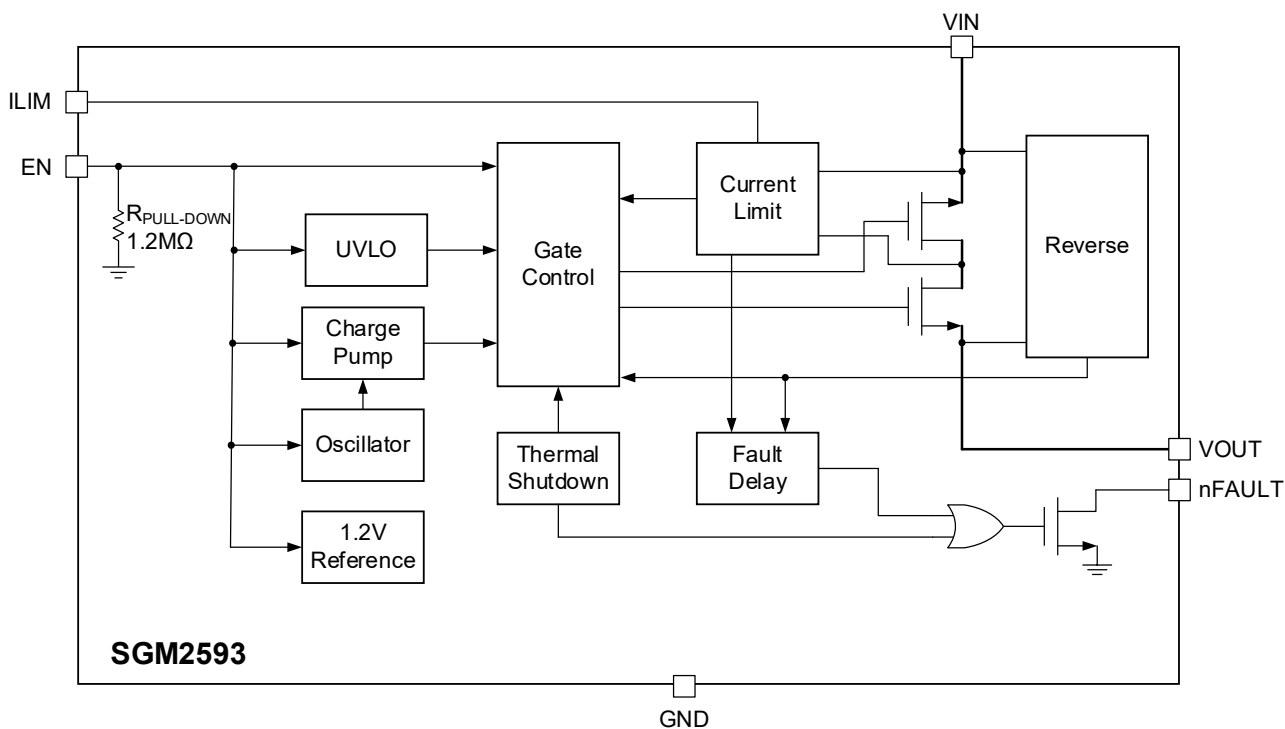 VIN
ILIM
EN
R_PULL-DOWN
1.2MΩ
UVLO
Charge
Pump
Oscillator
1.2V
Reference
Gate
Control
Thermal
Shutdown
Current
Limit
Fault
Delay
Reverse
VOUT
nFAULT
SGM2593
GND